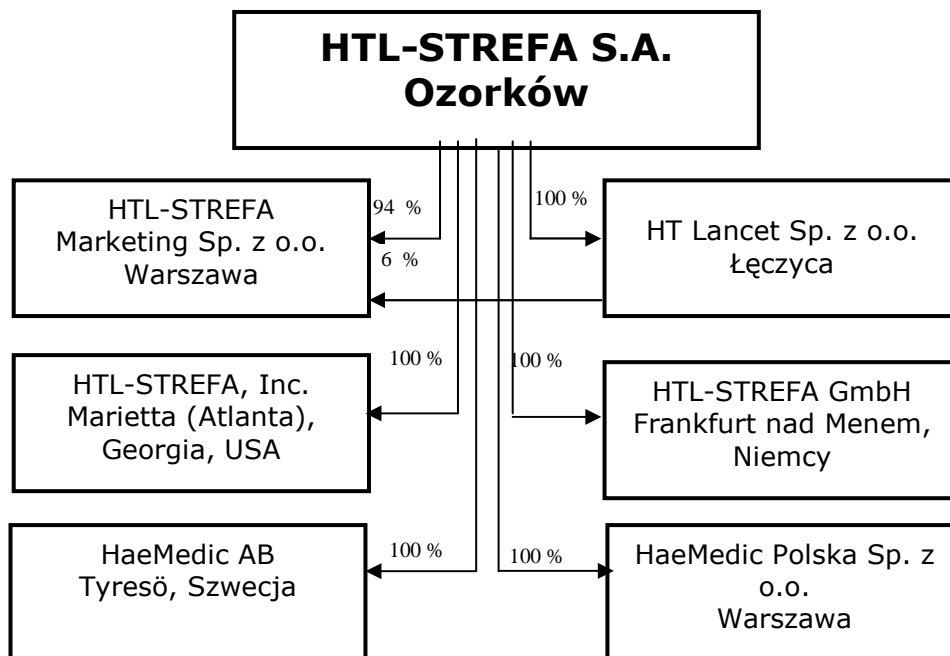 HTL-STREFA S.A.
Ozorków
HTL-STREFA
Marketing Sp. z o.o.
Warszawa
94 %
6 %
100 %
HT Lancet Sp. z o.o.
Łęczyca
HTL-STREFA, Inc.
Marietta (Atlanta),
Georgia, USA
100 %
100 %
HTL-STREFA GmbH
Frankfurt nad Menem,
Niemcy
HaeMedic AB
Tyresö, Szwecja
100 %
100 %
HaeMedic Polska Sp. z
o.o.
Warszawa